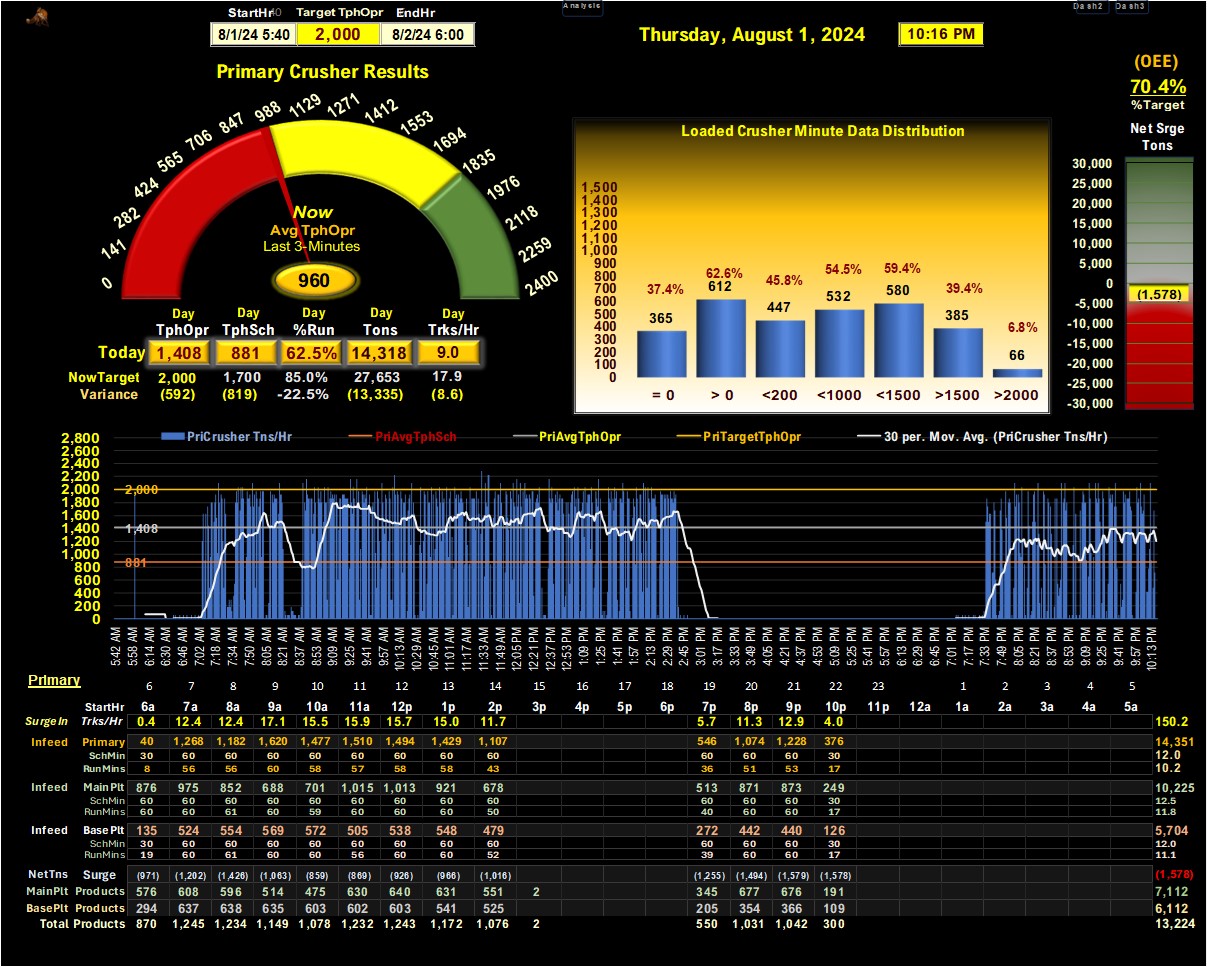 Analysis
Dash2 Dash3
StartHr Target TphOpr EndHr
8/1/24 5:40 2,000 8/2/24 6:00
Thursday, August 1, 2024 10:16 PM
(OEE)
70.4%
%Target
Primary Crusher Results
0 141 282 424 565 706 847 988 1129 1271 1412 1553 1694 1835 1976 2118 2259 2400
Now
Avg TphOpr
Last 3-Minutes
960
Day Day Day Day Day
TphOpr TphSch %Run Tons Trks/Hr
Today 1,408 881 62.5% 14,318 9.0
NowTarget 2,000 1,700 85.0% 27,653 17.9
Variance (592) (819) -22.5% (13,335) (8.6)
Loaded Crusher Minute Data Distribution
1,500
1,400
1,300
1,200
1,100
1,000
900
800
700
600
500
400
300
200
100
0
37.4% 62.6% 45.8% 54.5% 59.4% 39.4% 6.8%
365 612 447 532 580 385 66
= 0 > 0 <200 <1000 <1500 >1500 >2000
Net Srge
Tons
30,000
25,000
20,000
15,000
10,000
5,000
0
(1,578)
-5,000
-10,000
-15,000
-20,000
-25,000
-30,000
PriCrusher Tns/Hr PriAvgTphSch PriAvgTphOpr PriTargetTphOpr 30 per. Mov. Avg. (PriCrusher Tns/Hr)
2,800
2,600
2,400
2,200
2,000
1,800
1,600
1,400
1,200
1,000
800
600
400
200
0
2,000
1,408
881
5:42 AM 5:58 AM 6:14 AM 6:30 AM 6:46 AM 7:02 AM 7:18 AM 7:34 AM 7:50 AM 8:05 AM 8:21 AM 8:37 AM 8:53 AM 9:09 AM 9:25 AM 9:41 AM 9:57 AM 10:13 AM 10:29 AM 10:45 AM 11:01 AM 11:17 AM 11:33 AM 11:49 AM 12:05 PM 12:21 PM 12:37 PM 12:53 PM 1:09 PM 1:25 PM 1:41 PM 1:57 PM 2:13 PM 2:29 PM 2:45 PM 3:01 PM 3:17 PM 3:33 PM 3:49 PM 4:05 PM 4:21 PM 4:37 PM 4:53 PM 5:09 PM 5:25 PM 5:41 PM 5:57 PM 6:13 PM 6:29 PM 6:45 PM 7:01 PM 7:17 PM 7:33 PM 7:49 PM 8:05 PM 8:21 PM 8:37 PM 8:53 PM 9:09 PM 9:25 PM 9:41 PM 9:57 PM 10:13 PM
Primary
6 7 8 9 10 11 12 13 14 15 16 17 18 19 20 21 22 23 1 2 3 4 5
StartHr 6a 7a 8a 9a 10a 11a 12a 1p 2p 3p 4p 5p 6p 7p 8p 9p 10p 11p 12a 1a 2a 3a 4a 5a
SurgeIn Trks/Hr 0.4 12.4 12.4 17.1 15.5 15.9 15.7 15.0 11.7 5.7 11.3 12.9 4.0 150.2
Infeed Primary 40 1,268 1,182 1,620 1,477 1,510 1,494 1,429 1,107 546 1,074 1,228 376 14,351
SchMin 30 60 60 60 60 60 60 60 60 60 60 60 30 12.0
RunMins 8 56 56 60 58 57 58 58 43 36 51 53 17 10.2
Infeed MainPlt 876 975 852 688 701 1,015 1,013 921 678 513 871 873 249 10,225
SchMin 60 60 60 60 60 60 60 60 60 60 60 60 30 12.5
RunMins 60 60 61 60 59 60 60 60 50 40 60 60 17 11.8
Infeed BasePlt 135 524 554 569 572 505 538 548 479 272 442 440 126 5,704
SchMin 30 60 60 60 60 60 60 60 60 60 60 60 30 12.0
RunMins 19 60 61 60 60 56 60 60 52 39 60 60 17 11.1
NetTns Surge (971) (1,202) (1,426) (1,063) (859) (869) (926) (966) (1,016) (1,255) (1,494) (1,579) (1,578) (1,578)
MainPlt Products 576 608 596 514 475 630 640 631 551 2 345 677 676 191 7,112
BasePlt Products 294 637 638 635 603 602 603 541 525 205 354 366 109 6,112
Total Products 870 1,245 1,234 1,149 1,078 1,232 1,243 1,172 1,076 2 550 1,031 1,042 300 13,224